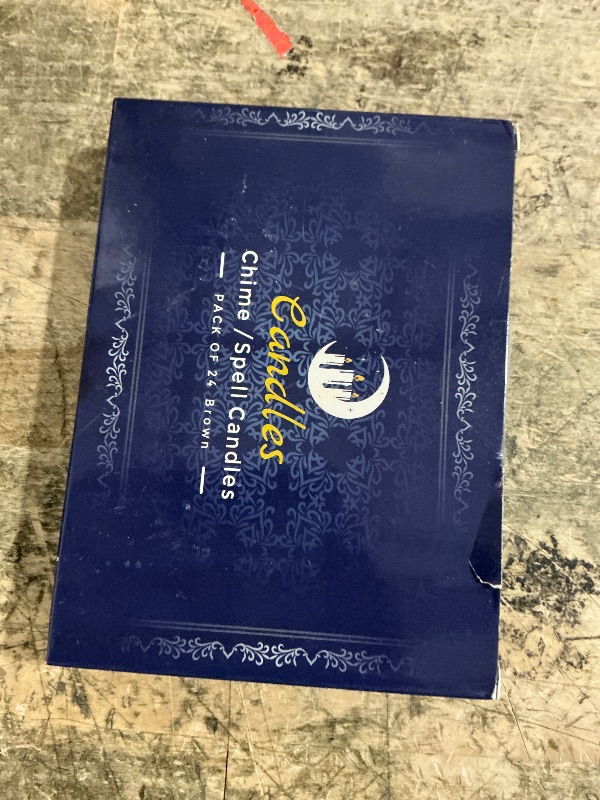 Candles
Chime / Spell Candles
PACK OF 24 Brown